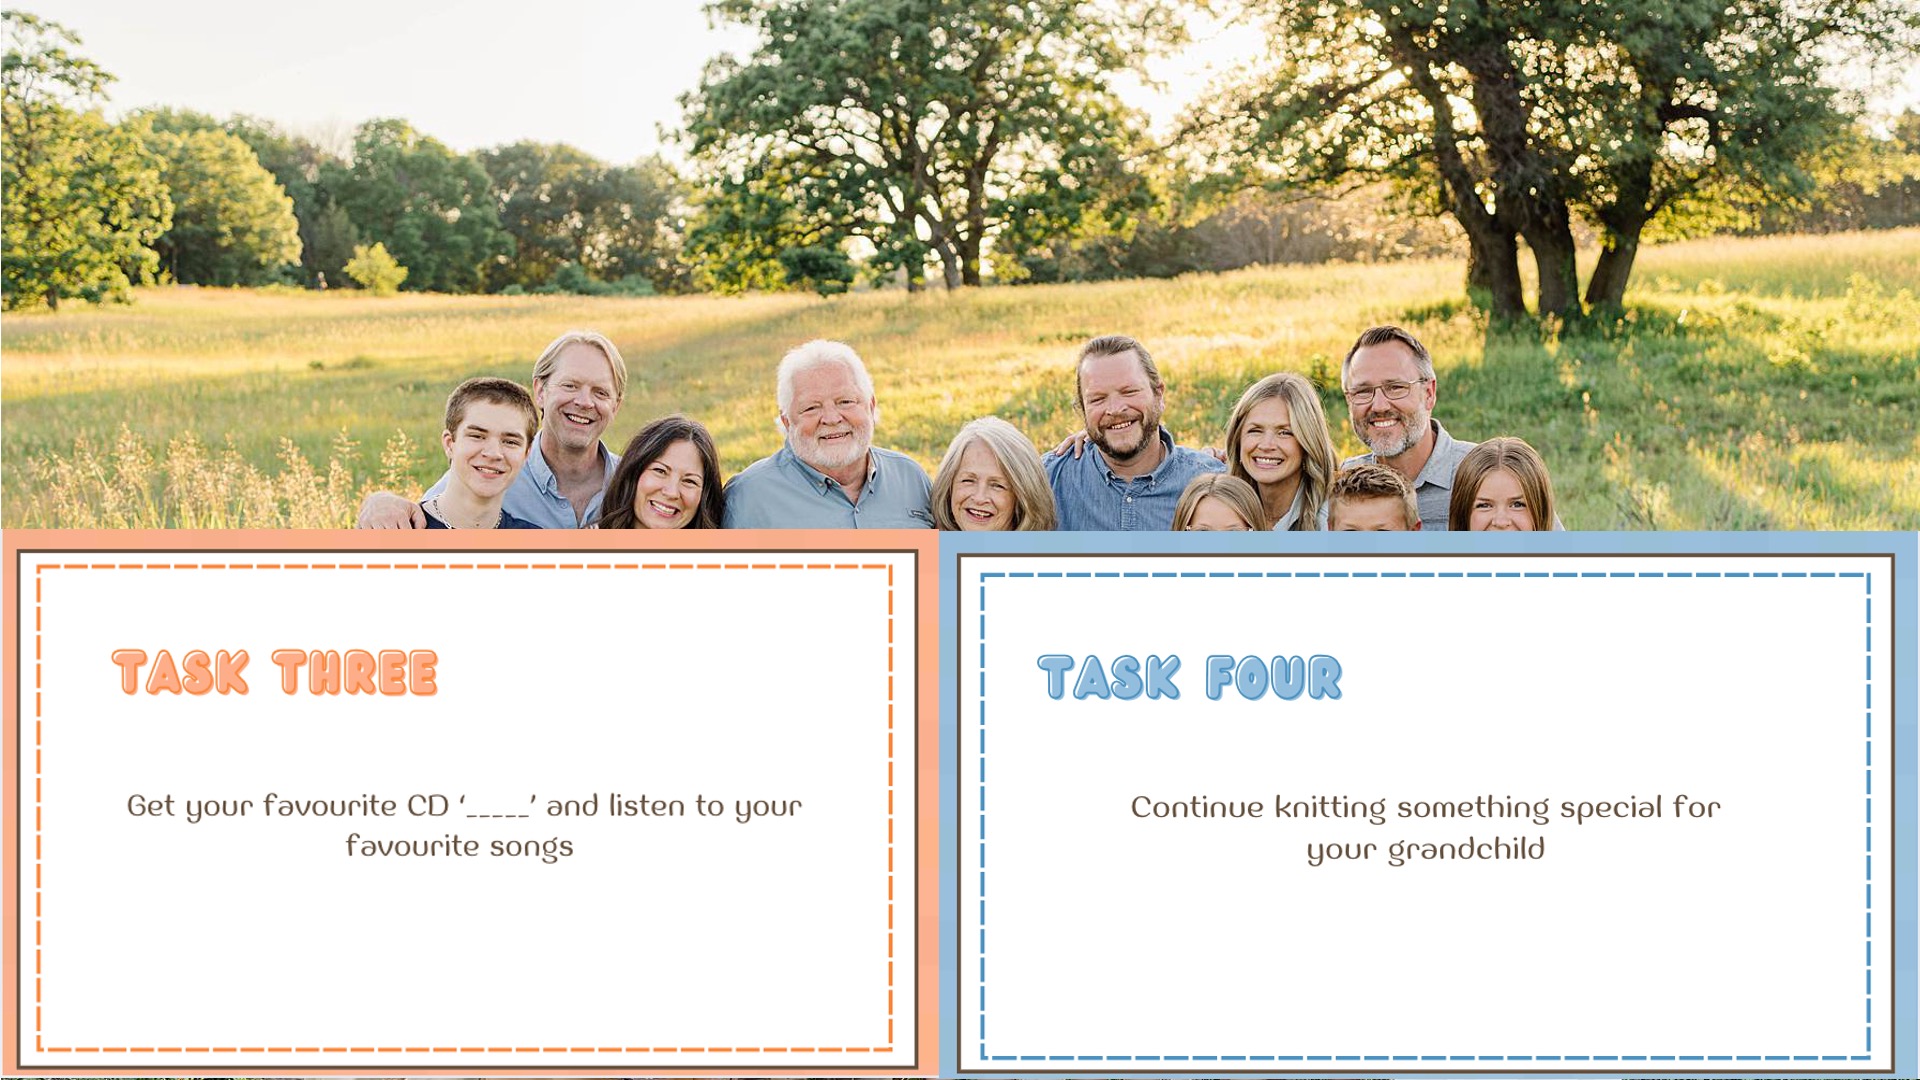 TASK THREE
Get your favourite CD ‘_____’ and listen to your
favourite songs
TASK FOUR
Continue knitting something special for
your grandchild